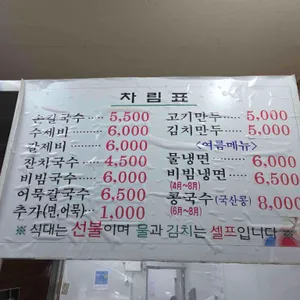 차림표
손칼국수 ···· 5,500
수제비 ······ 6,000
칼제비 ······ 6,000
잔치국수 ···· 4,500
비빔국수 ···· 6,000
어묵칼국수 ·· 6,500
추가(면,어묵) ·· 1,000
고기만두 ···· 5,000
김치만두 ····· 5,000
<여름메뉴>
물냉면 ······ 6,000
비빔냉면 ···· 6,500
(4月~8月)
콩국수(국산콩) 8,000
(6月~8月)
※ 식대는 선불이며 물과 김치는 셀프입니다 ※